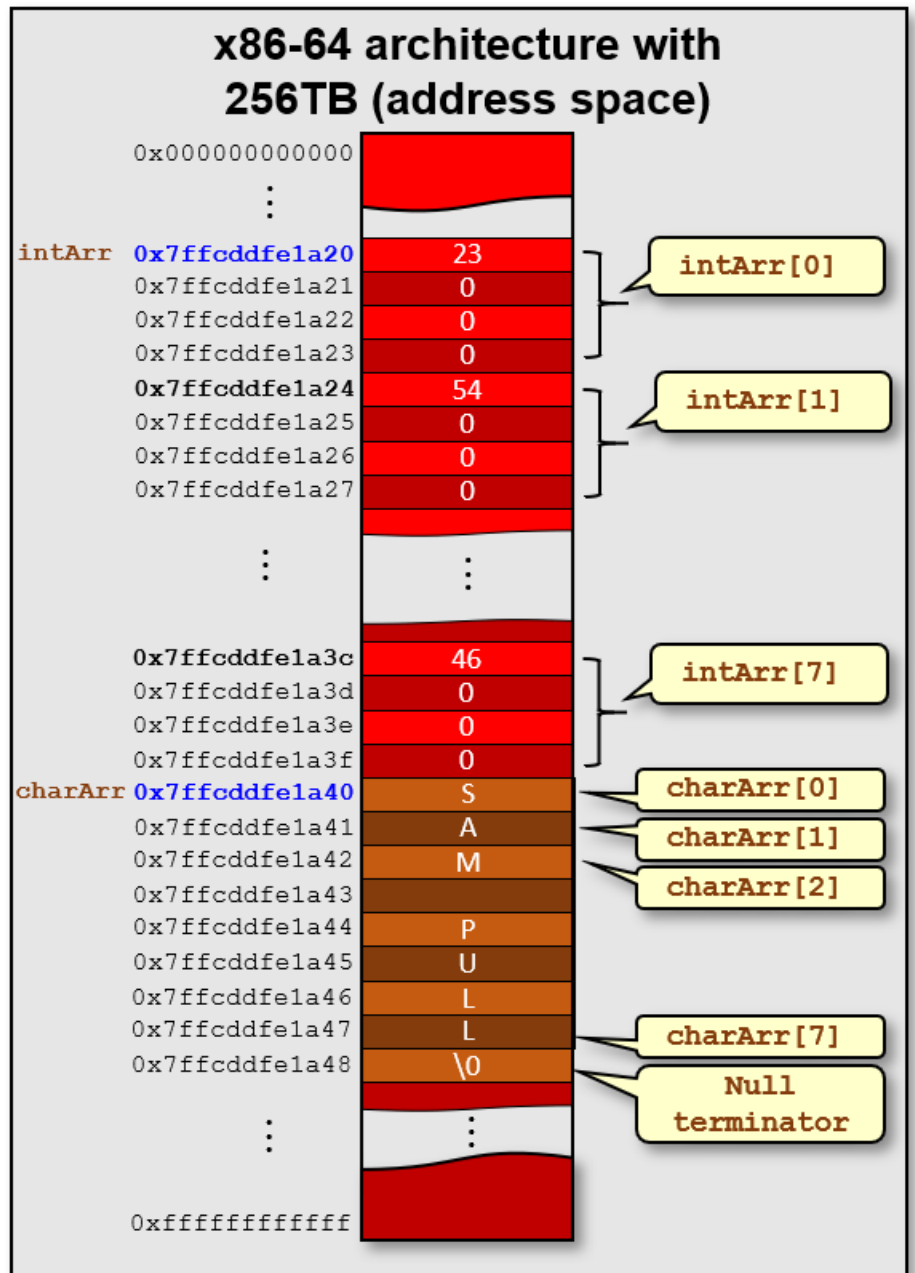 x86-64 architecture with
256TB (address space)
0x000000000000
⋮
intArr 0x7ffcddfe1a20 23 intArr[0]
0x7ffcddfe1a21 0
0x7ffcddfe1a22 0
0x7ffcddfe1a23 0
0x7ffcddfe1a24 54 intArr[1]
0x7ffcddfe1a25 0
0x7ffcddfe1a26 0
0x7ffcddfe1a27 0
⋮ ⋮
0x7ffcddfe1a3c 46 intArr[7]
0x7ffcddfe1a3d 0
0x7ffcddfe1a3e 0
0x7ffcddfe1a3f 0
charArr 0x7ffcddfe1a40 S charArr[0]
0x7ffcddfe1a41 A charArr[1]
0x7ffcddfe1a42 M charArr[2]
0x7ffcddfe1a43
0x7ffcddfe1a44 P
0x7ffcddfe1a45 U
0x7ffcddfe1a46 L
0x7ffcddfe1a47 L charArr[7]
0x7ffcddfe1a48 \0 Null
terminator
⋮ ⋮
0xffffffffffff